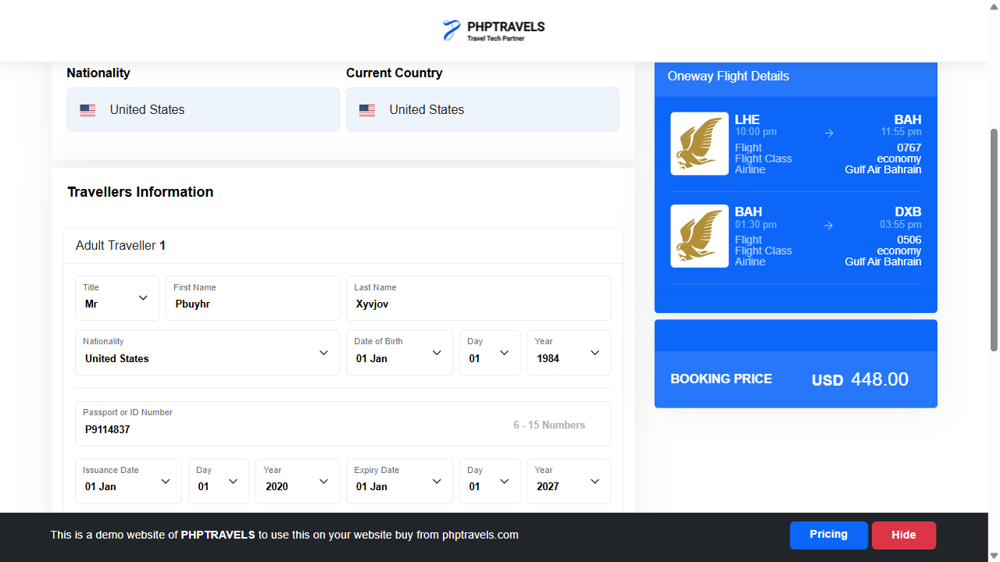 PHPTRAVELS
Travel Tech Partner
Nationality
Current Country
United States
United States
Travellers Information
Adult Traveller 1
Title
Mr
First Name
Pbuyhr
Last Name
Xyvjov
Nationality
United States
Date of Birth
01 Jan
Day
01
Year
1984
Passport or ID Number
P9114837
6 - 15 Numbers
Issuance Date
01 Jan
Day
01
Year
2020
Expiry Date
01 Jan
Day
01
Year
2027
Oneway Flight Details
LHE
BAH
10:00 pm
11:55 pm
Flight
0767
Flight Class
economy
Airline
Gulf Air Bahrain
BAH
DXB
01:30 pm
03:55 pm
Flight
0506
Flight Class
economy
Airline
Gulf Air Bahrain
BOOKING PRICE
USD 448.00
This is a demo website of PHPTRAVELS to use this on your website buy from phptravels.com
Pricing
Hide